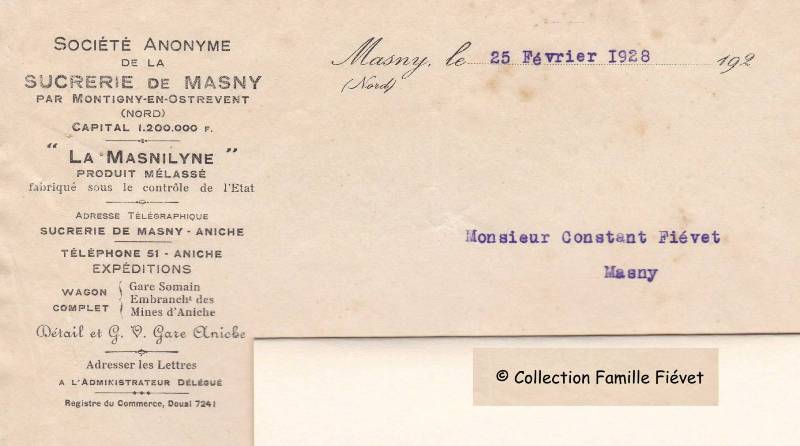 SOCIÉTÉ ANONYME
DE LA
SUCRERIE DE MASNY
PAR MONTIGNY-EN-OSTREVENT
(NORD)
CAPITAL 1.200.000 F.
" LA MASNILYNE "
PRODUIT MÉLASSÉ
fabriqué sous le contrôle de l'Etat
ADRESSE TÉLÉGRAPHIQUE
SUCRERIE DE MASNY - ANICHE
TÉLÉPHONE 51 - ANICHE
EXPÉDITIONS
WAGON COMPLET
Gare Somain
Embrancht des
Mines d'Aniche
Détail et G. V. Gare Aniche
Adresser les Lettres
A L'ADMINISTRATEUR DÉLÉGUÉ
Registre du Commerce, Douai 7241
Masny, le 25 Février 1928 192
(Nord)
Monsieur Constant Fiévet
Masny
© Collection Famille Fiévet